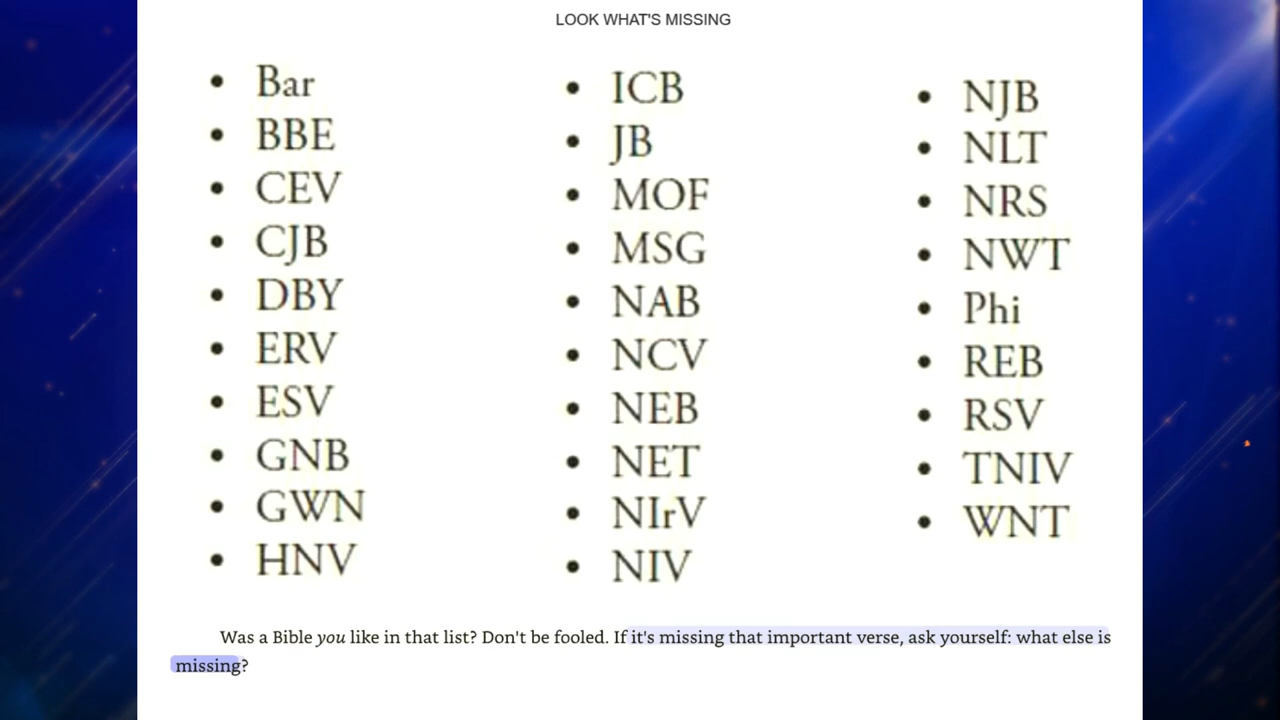 LOOK WHAT'S MISSING
• Bar
• BBE
• CEV
• CJB
• DBY
• ERV
• ESV
• GNB
• GWN
• HNV
• ICB
• JB
• MOF
• MSG
• NAB
• NCV
• NEB
• NET
• NIrV
• NIV
• NJB
• NLT
• NRS
• NWT
• Phi
• REB
• RSV
• TNIV
• WNT
Was a Bible you like in that list? Don't be fooled. If it's missing that important verse, ask yourself: what else is
missing?